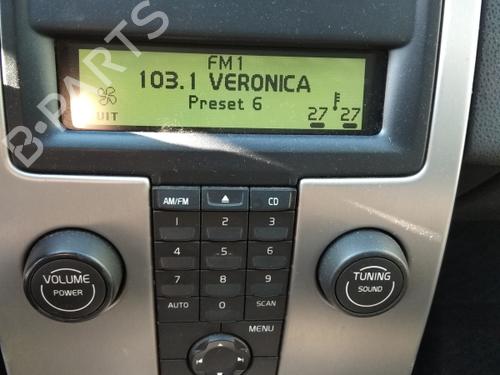 FM1
103.1 VERONICA
Preset 6
UIT
27 27
B-PARTS
AM/FM
CD
1 2 3
4 5 6
7 8 9
AUTO 0 SCAN
MENU
VOLUME
POWER
TUNING
SOUND